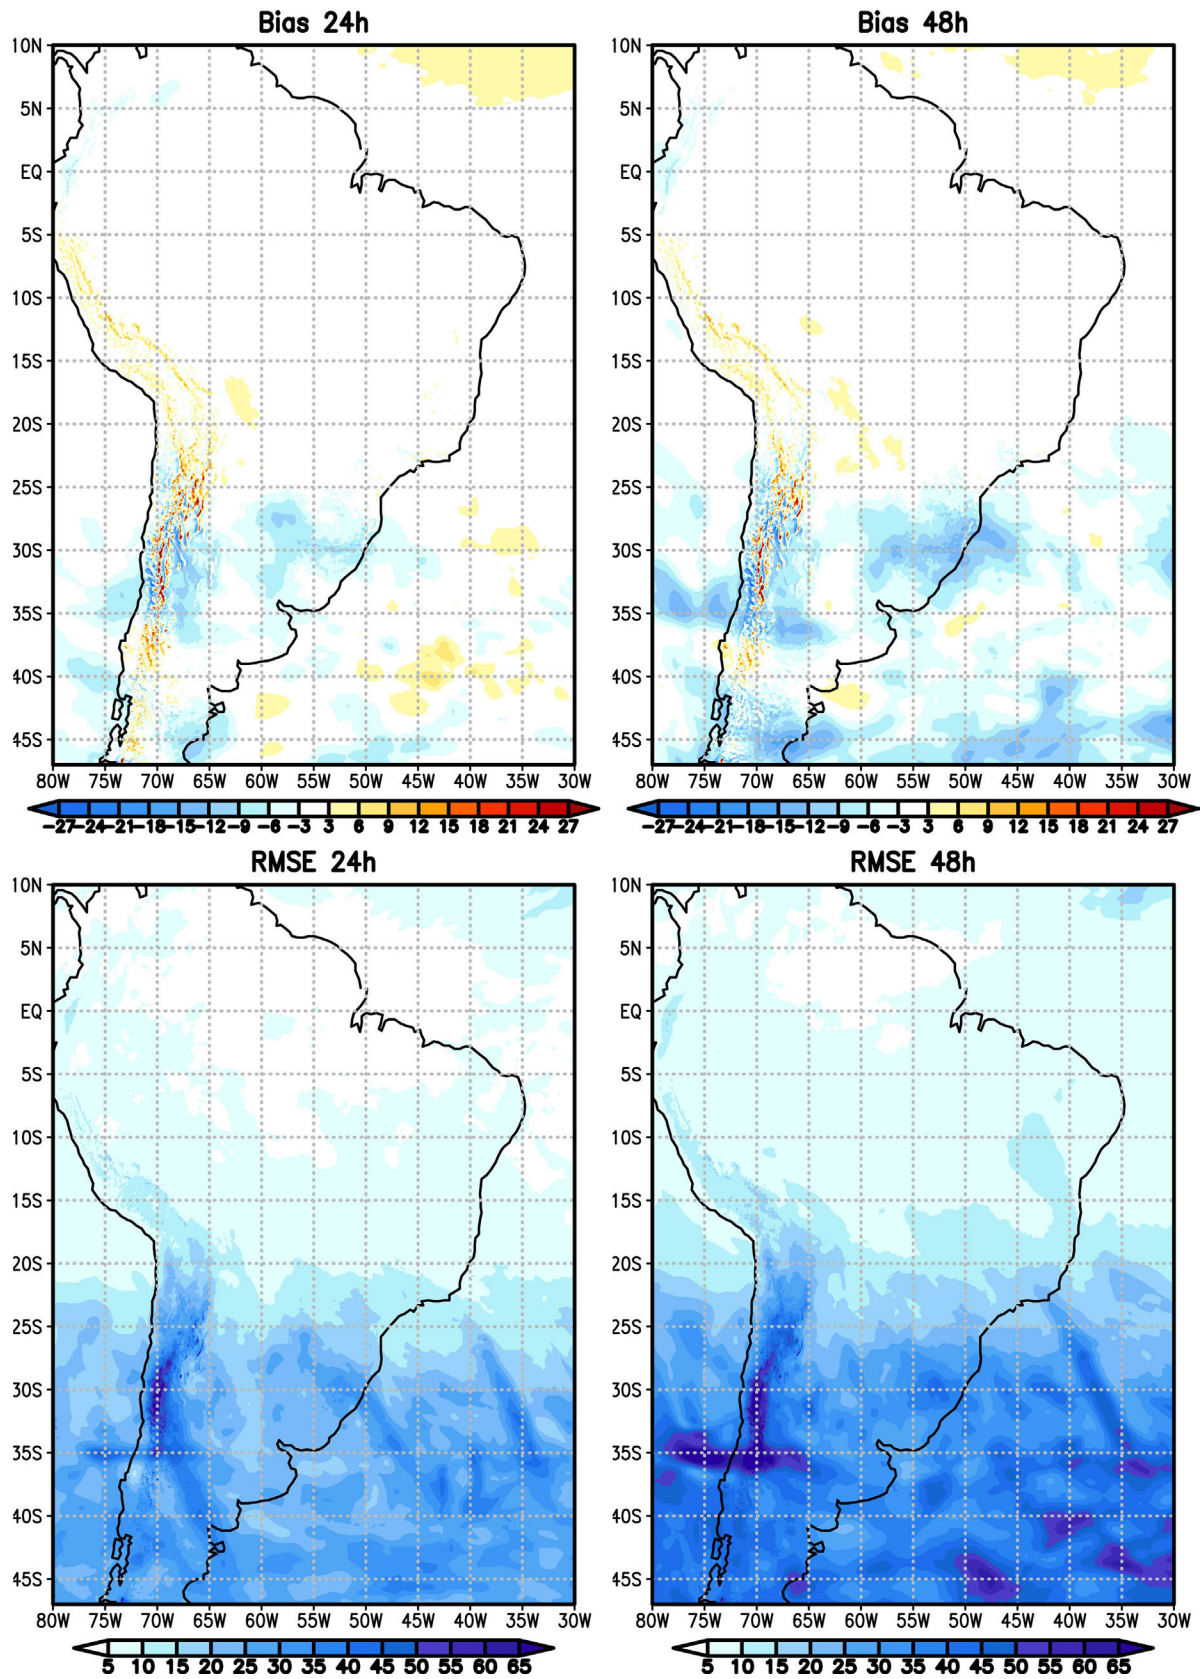 Bias 24h
10N
5N
EQ
5S
10S
15S
20S
25S
30S
35S
40S
45S
80W 75W 70W 65W 60W 55W 50W 45W 40W 35W 30W
-27 -24 -21 -18 -15 -12 -9 -6 -3 3 6 9 12 15 18 21 24 27
Bias 48h
10N
5N
EQ
5S
10S
15S
20S
25S
30S
35S
40S
45S
80W 75W 70W 65W 60W 55W 50W 45W 40W 35W 30W
-27 -24 -21 -18 -15 -12 -9 -6 -3 3 6 9 12 15 18 21 24 27
RMSE 24h
10N
5N
EQ
5S
10S
15S
20S
25S
30S
35S
40S
45S
80W 75W 70W 65W 60W 55W 50W 45W 40W 35W 30W
5 10 15 20 25 30 35 40 45 50 55 60 65
RMSE 48h
10N
5N
EQ
5S
10S
15S
20S
25S
30S
35S
40S
45S
80W 75W 70W 65W 60W 55W 50W 45W 40W 35W 30W
5 10 15 20 25 30 35 40 45 50 55 60 65